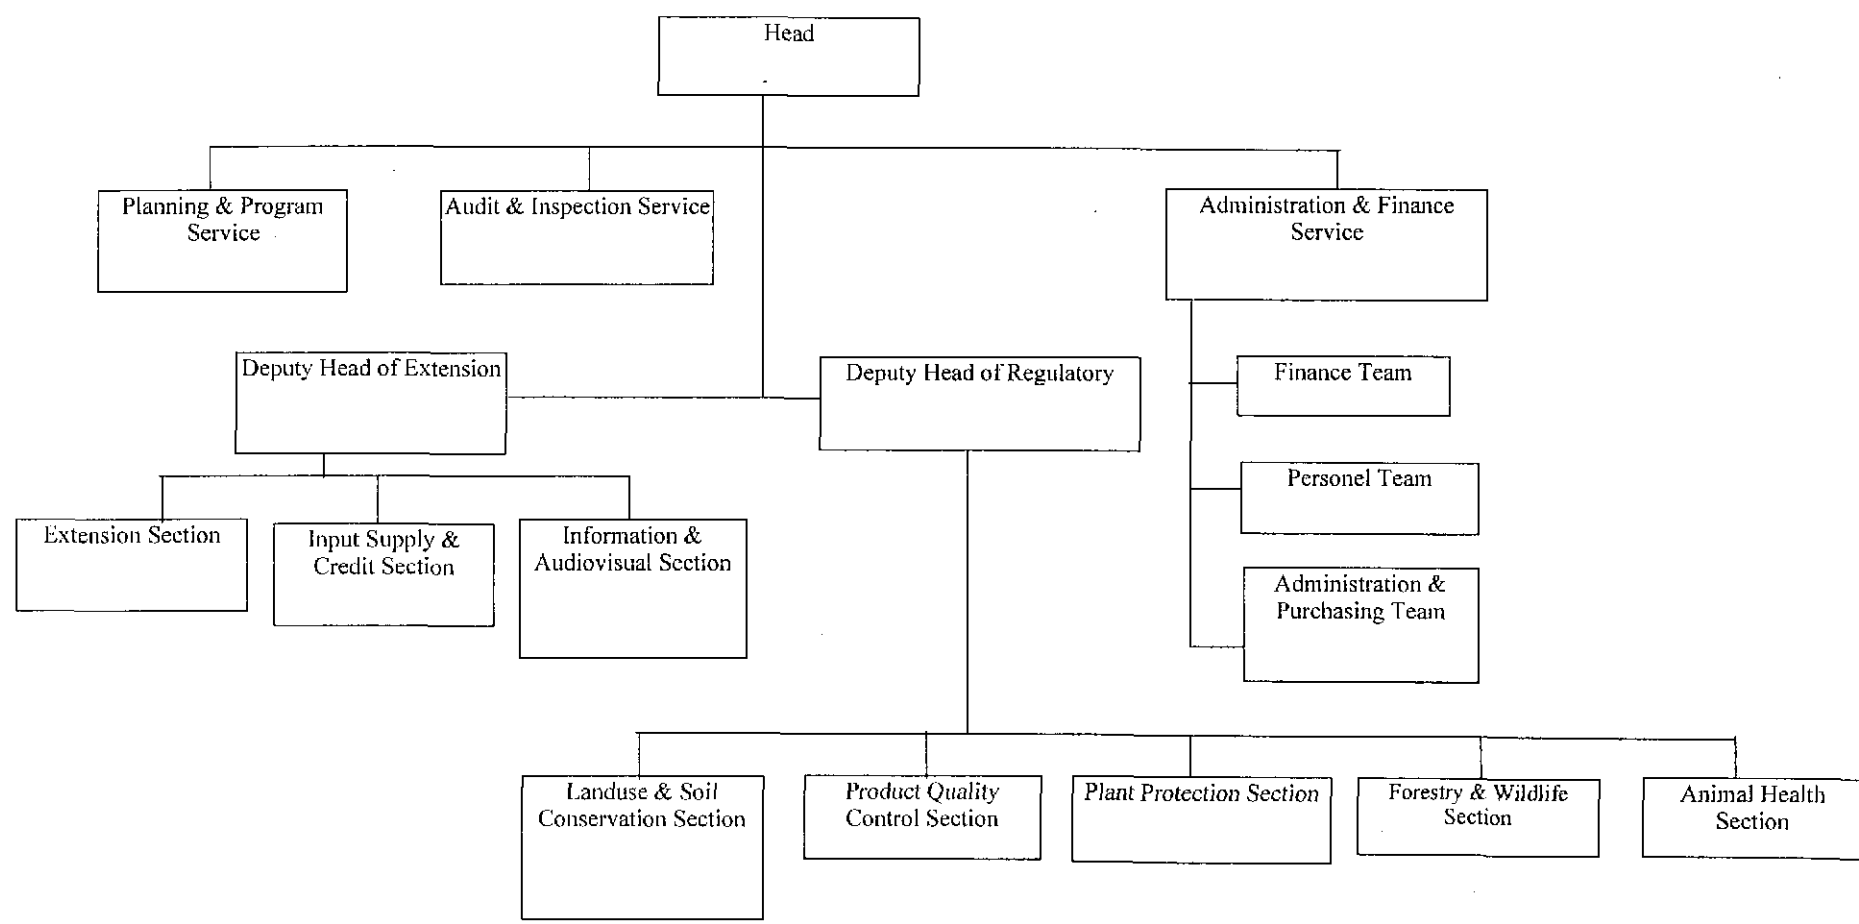 Head
Planning & Program
Service
Audit & Inspection Service
Administration & Finance
Service
Deputy Head of Extension
Deputy Head of Regulatory
Finance Team
Personel Team
Administration &
Purchasing Team
Extension Section
Input Supply &
Credit Section
Information &
Audiovisual Section
Landuse & Soil
Conservation Section
Product Quality
Control Section
Plant Protection Section
Forestry & Wildlife
Section
Animal Health
Section